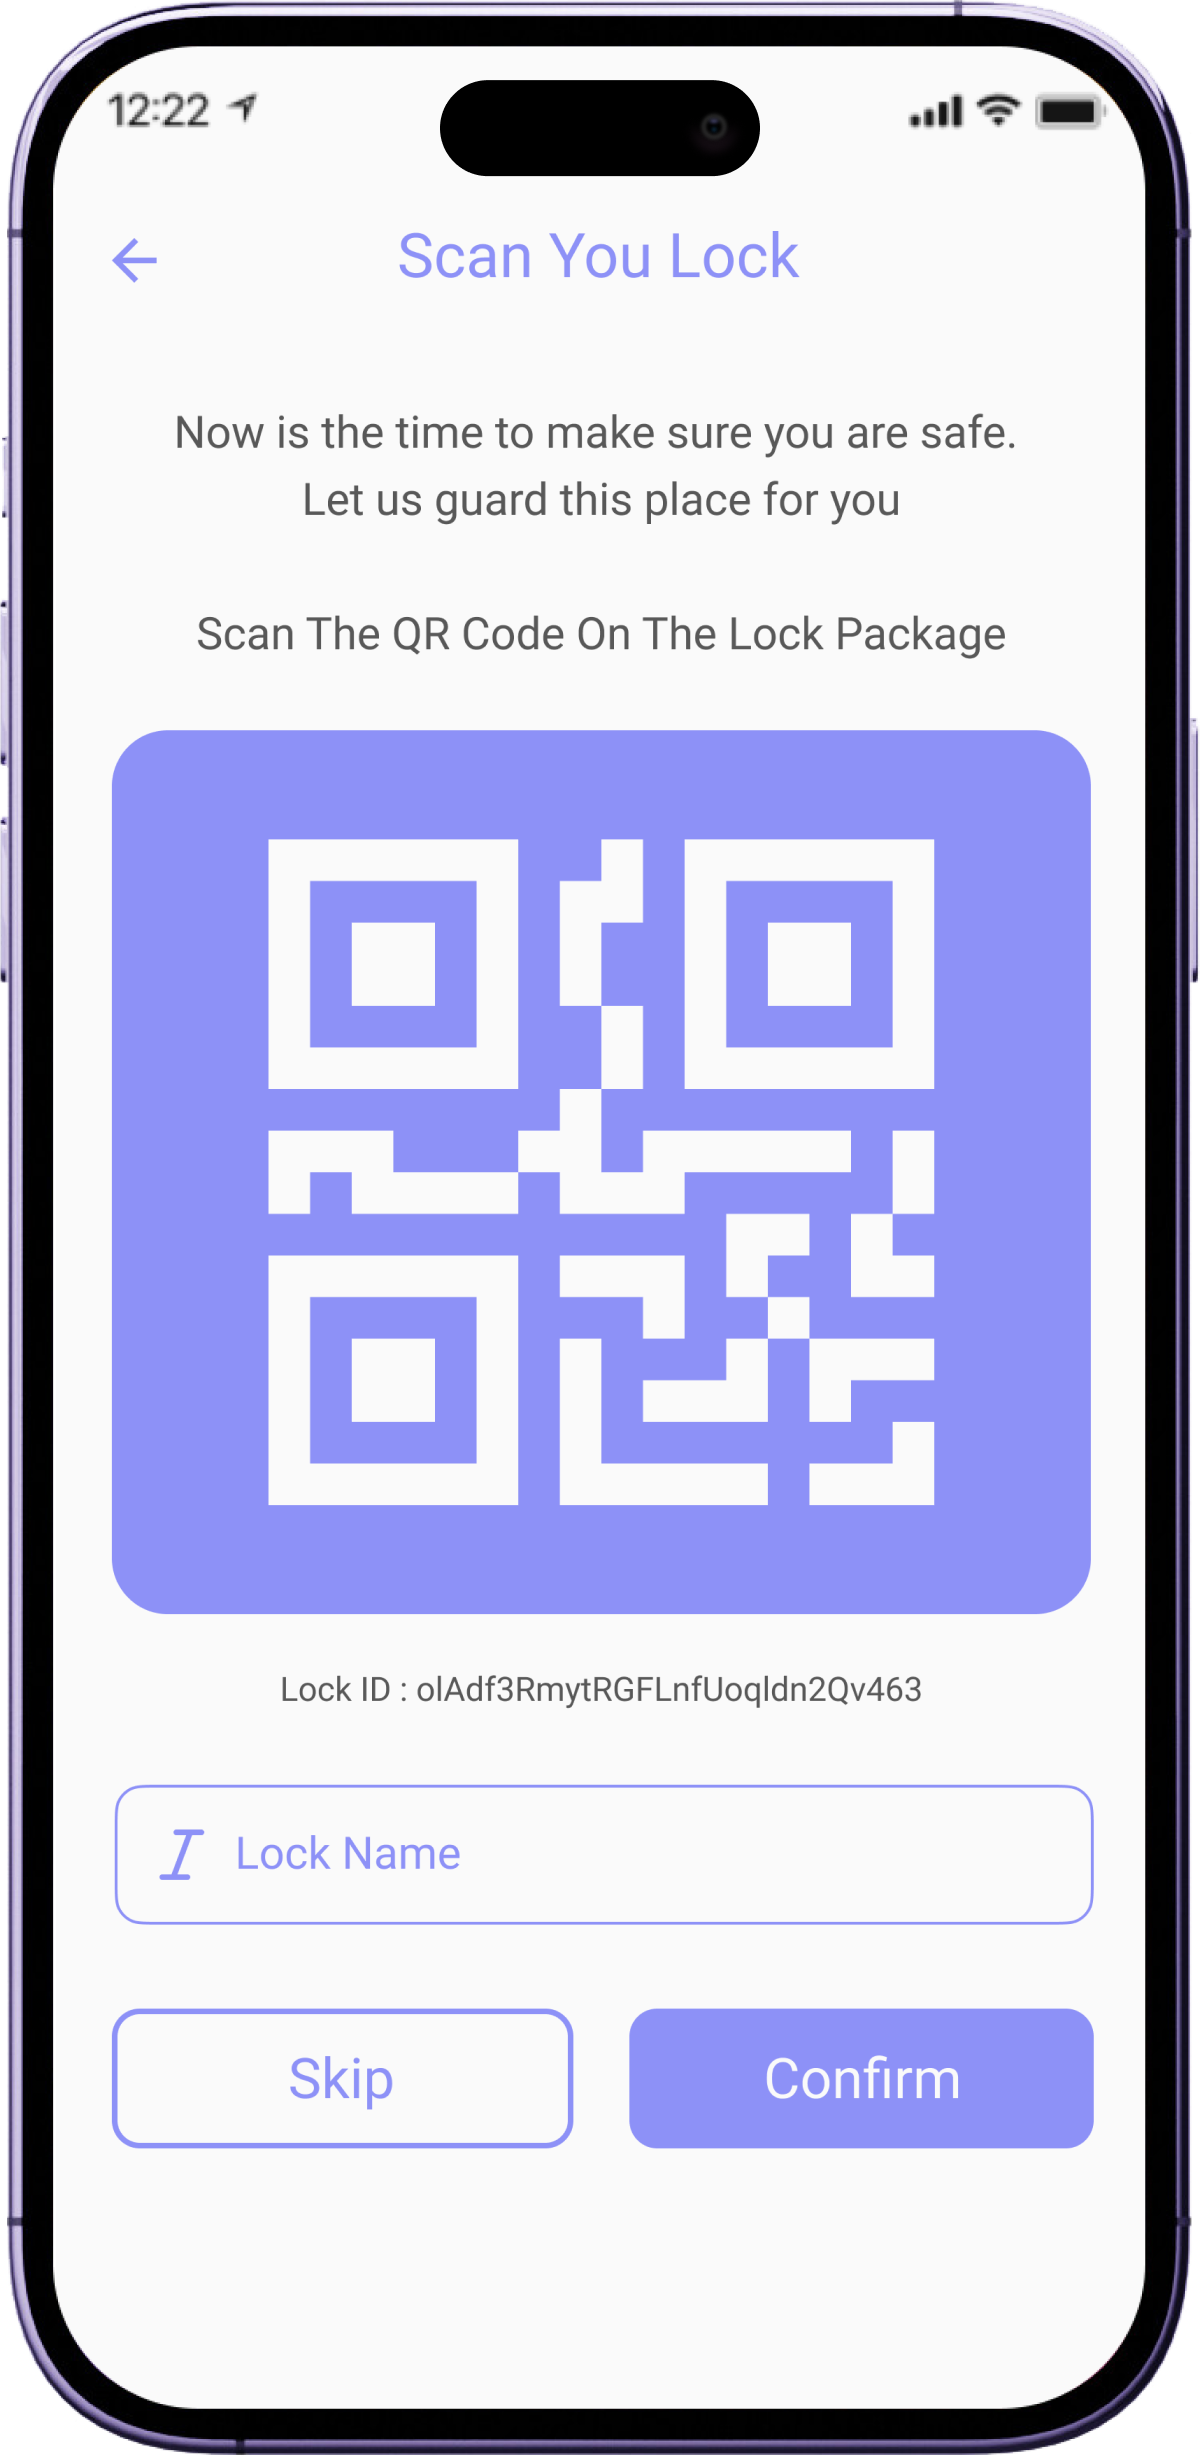 12:22
Scan You Lock
Now is the time to make sure you are safe.
Let us guard this place for you
Scan The QR Code On The Lock Package
Lock ID : olAdf3RmytRGFLnfUoqldn2Qv463
Lock Name
Skip
Confirm